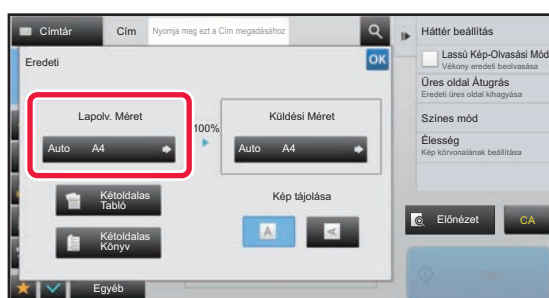 Címtár
Cím
Nyomja meg ezt a Cím megadásához
Eredeti
OK
Lapolv. Méret
Auto A4
100%
Küldési Méret
Auto A4
Kétoldalas
Tabló
Kétoldalas
Könyv
Kép tájolása
A
A
Egyéb
Háttér beállítás
Lassú Kép-Olvasási Mód
Vékony eredeti beolvasása
Üres oldal Átugrás
Eredeti üres oldal kihagyása
Színes mód
Élesség
Kép körvonalának beállítása
Előnézet
CA
Start